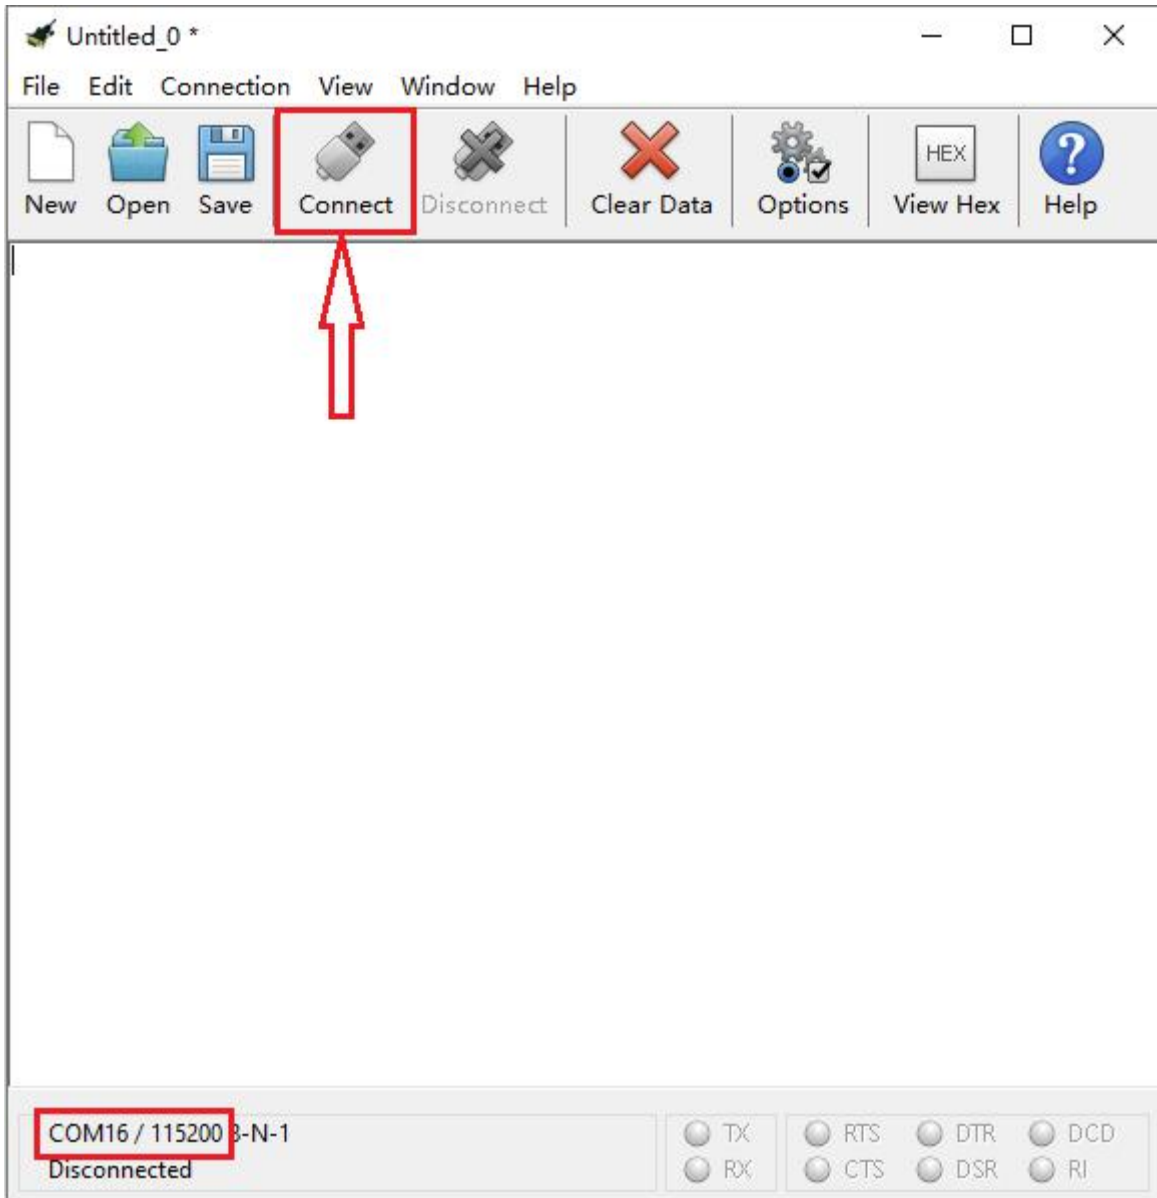 Untitled_0 *
File Edit Connection View Window Help
HEX
New Open Save Connect Disconnect Clear Data Options View Hex Help
COM16 / 115200 8-N-1
TX RTS DTR DCD
Disconnected
RX CTS DSR RI